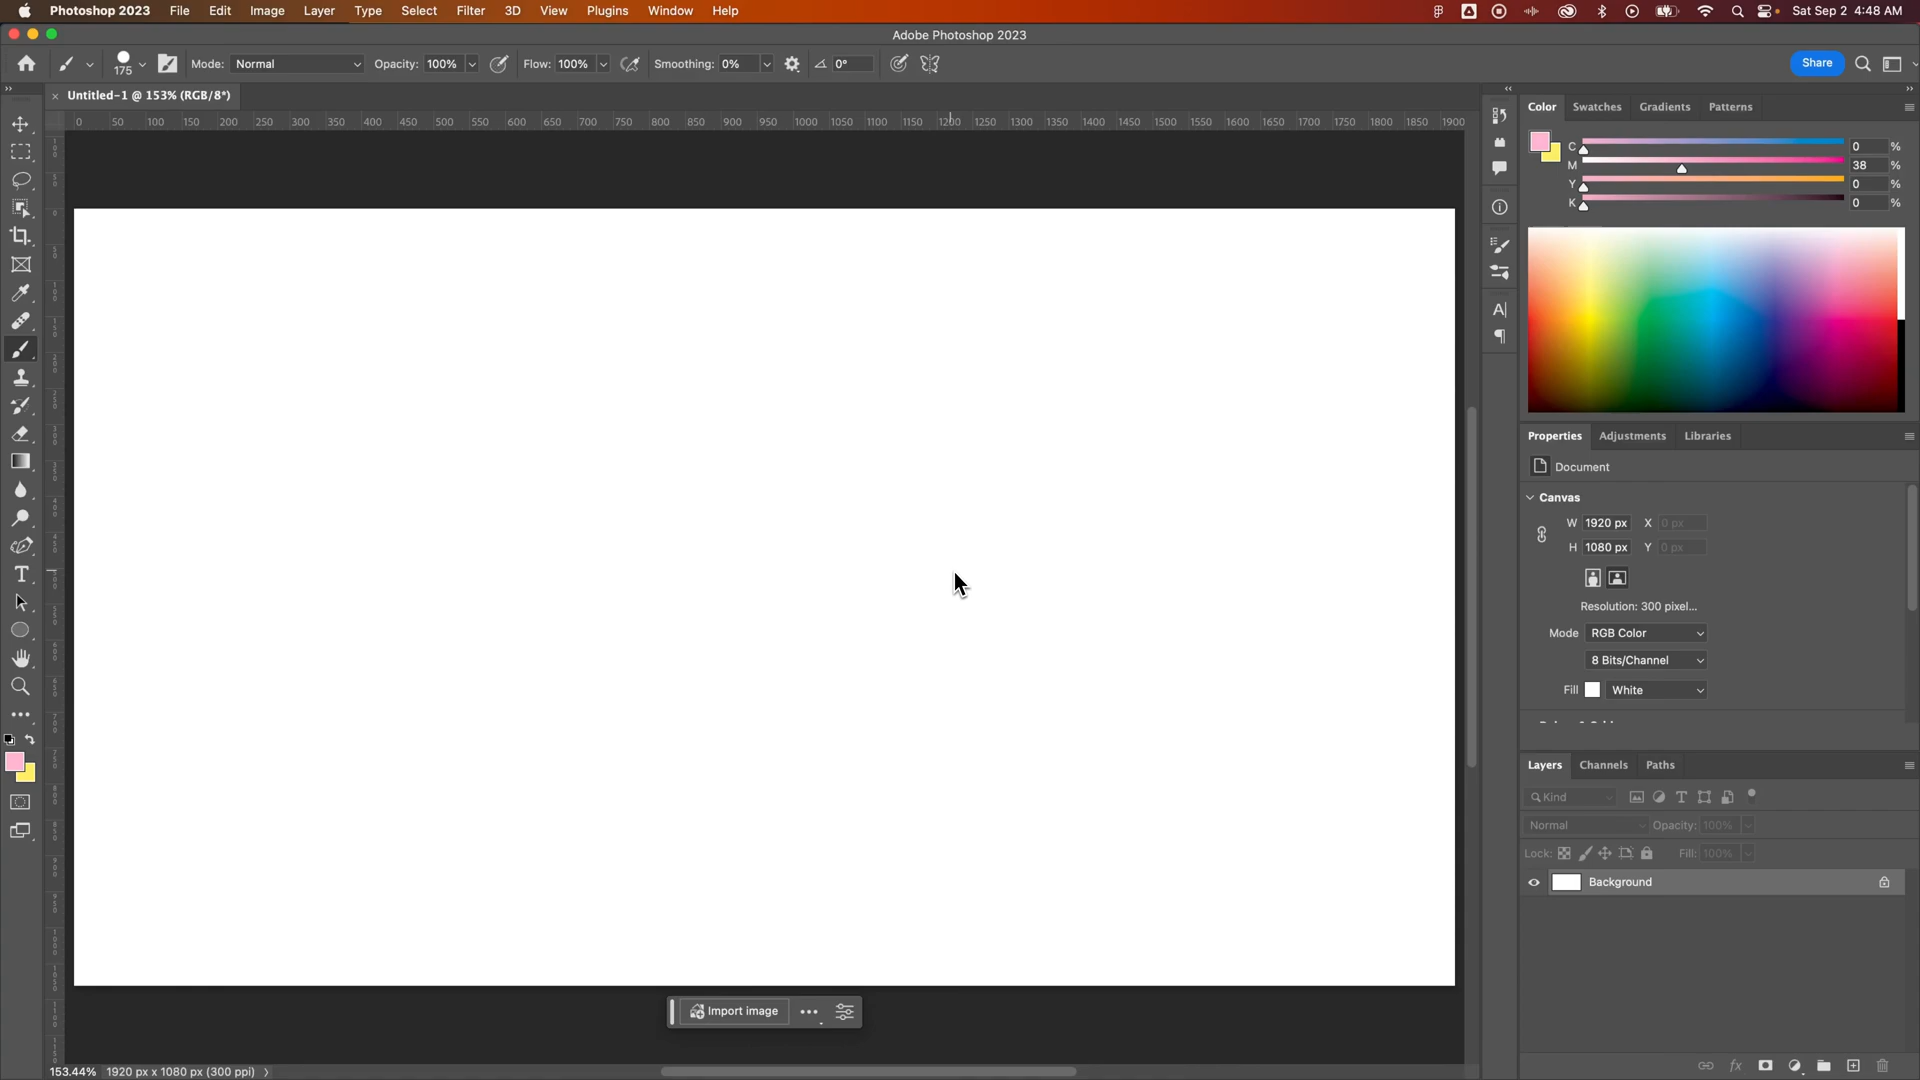 Photoshop 2023 File Edit Image Layer Type Select Filter 3D View Plugins Window Help Sat Sep 2 4:48 AM
Adobe Photoshop 2023
175 Mode: Normal Opacity: 100% Flow: 100% Smoothing: 0% 0° Share
Untitled-1 @ 153% (RGB/8*)
0 50 100 150 200 250 300 350 400 450 500 550 600 650 700 750 800 850 900 950 1000 1050 1100 1150 1200 1250 1300 1350 1400 1450 1500 1550 1600 1650 1700 1750 1800 1850 1900
Color Swatches Gradients Patterns
C 0 %
M 38 %
Y 0 %
K 0 %
Properties Adjustments Libraries
Document
Canvas
W 1920 px X 0 px
H 1080 px Y 0 px
Resolution: 300 pixel...
Mode RGB Color
8 Bits/Channel
Fill White
Layers Channels Paths
Kind
Normal Opacity: 100%
Lock: Fill: 100%
Background
Import image
153.44% 1920 px x 1080 px (300 ppi)